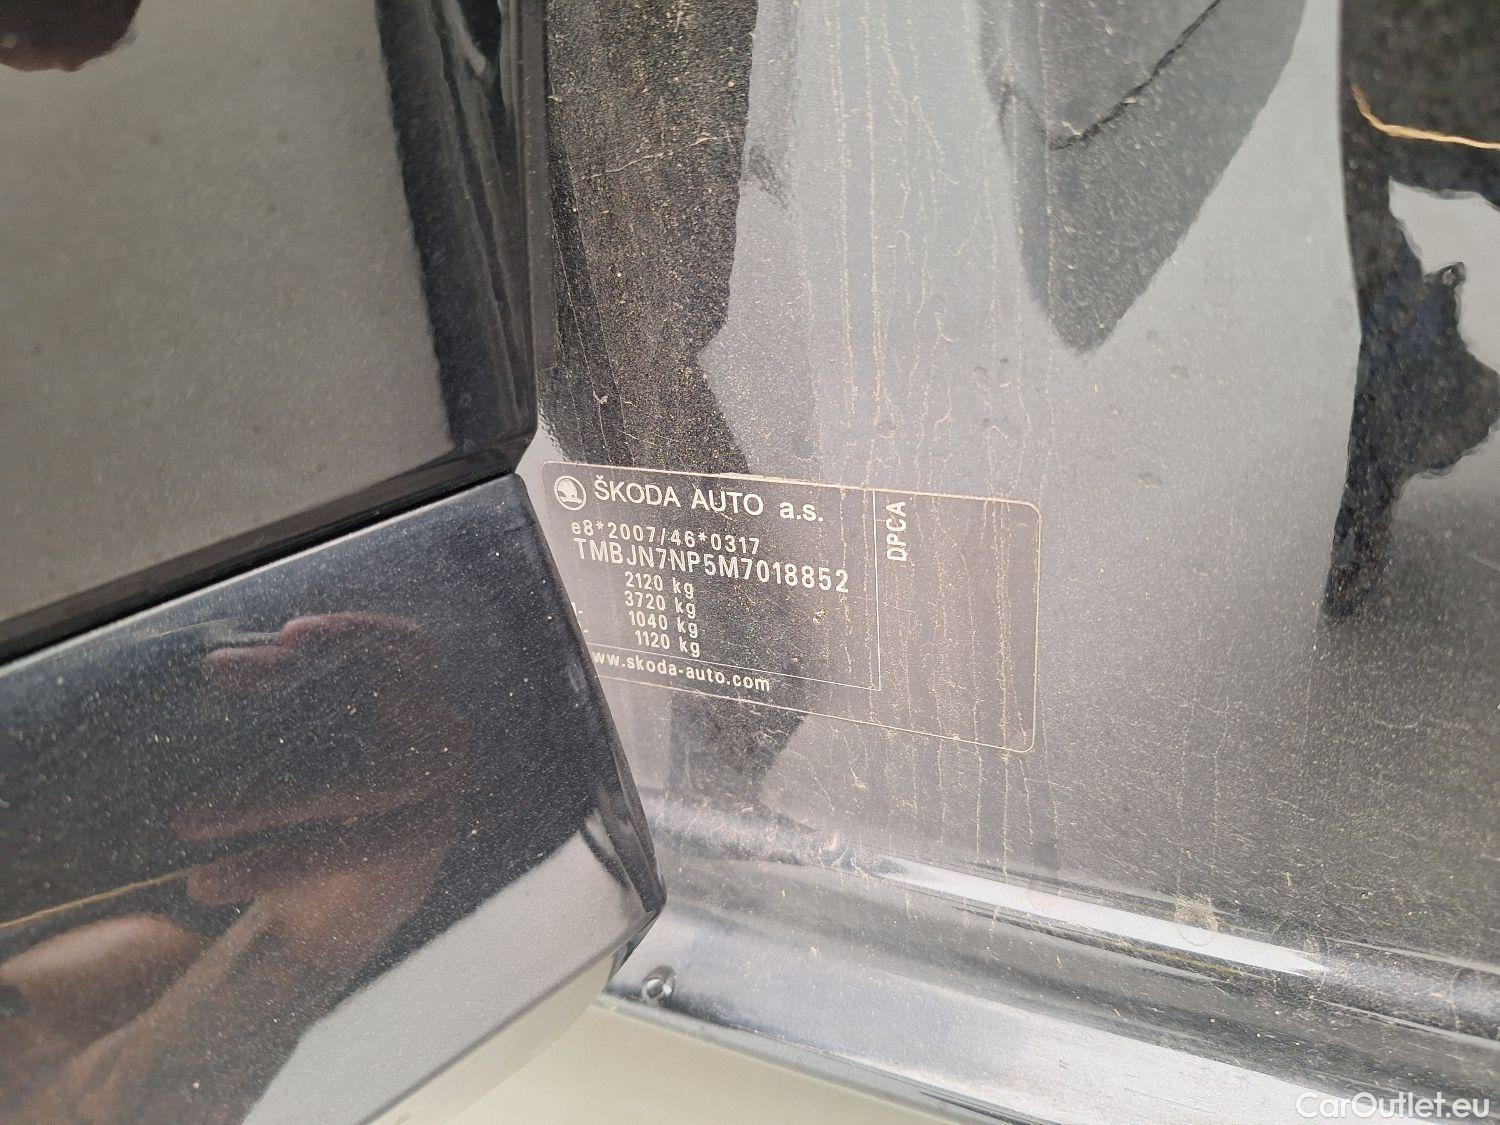 ŠKODA AUTO a.s.
DPCA
e8*2007/46*0317
TMBJN7NP5M7018852
2120 kg
3720 kg
1040 kg
1120 kg
ww.skoda-auto.com
CarOutlet.eu